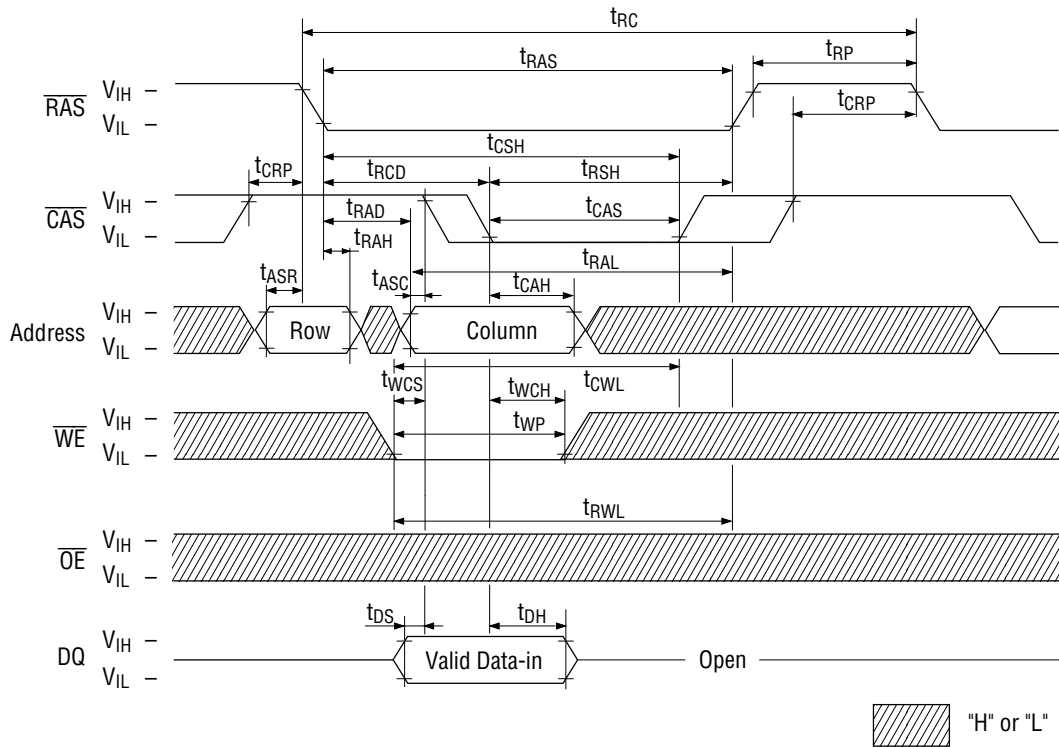 tRC
tRAS tRP
RAS VIH –
VIL –
tCRP
tCSH
tCRP tRCD tRSH
CAS VIH –
VIL –
tRAD tCAS
tRAH
tRAL
tASR tASC tCAH
Address VIH –
VIL –
Row Column
tWCS tCWL
tWCH
WE VIH –
VIL –
tWP
tRWL
OE VIH –
VIL –
tDS tDH
DQ VIH –
VIL –
Valid Data-in Open
"H" or "L"